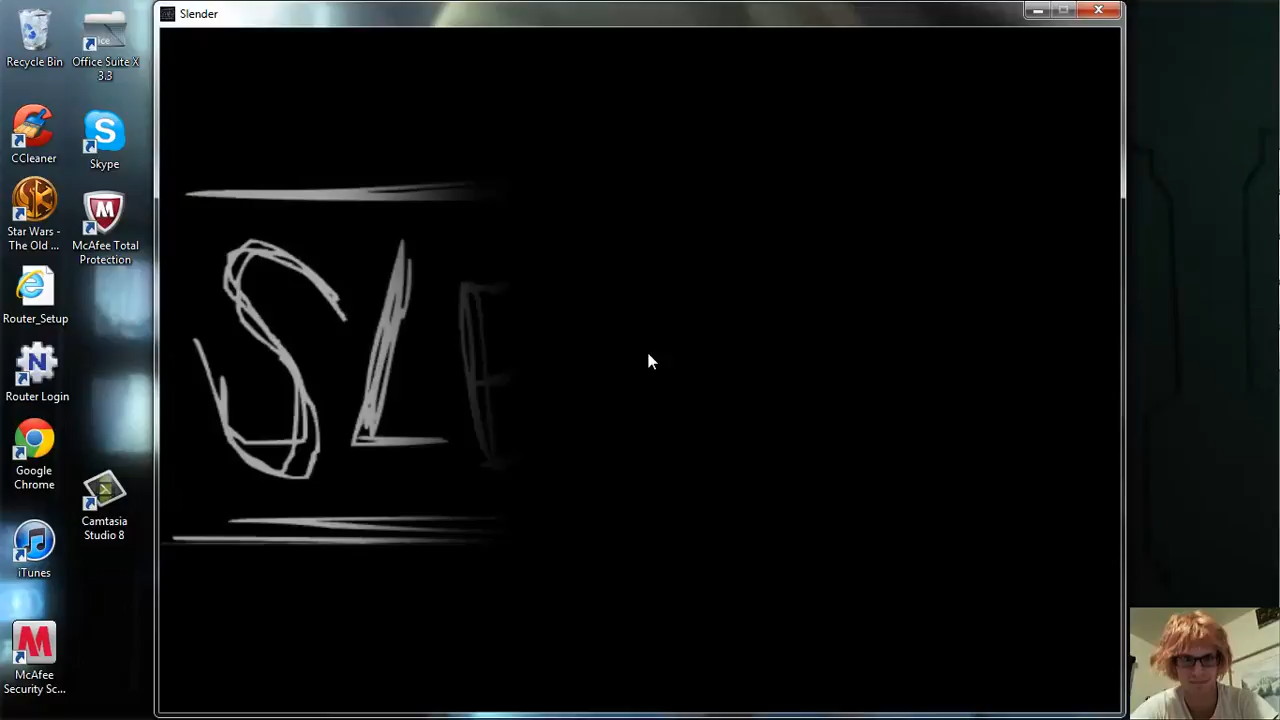 Slender
Recycle Bin
Office Suite X
3.3
CCleaner
Skype
Star Wars -
The Old ...
McAfee Total
Protection
Router_Setup
Router Login
Google
Chrome
Camtasia
Studio 8
iTunes
McAfee
Security Sc...
SLE